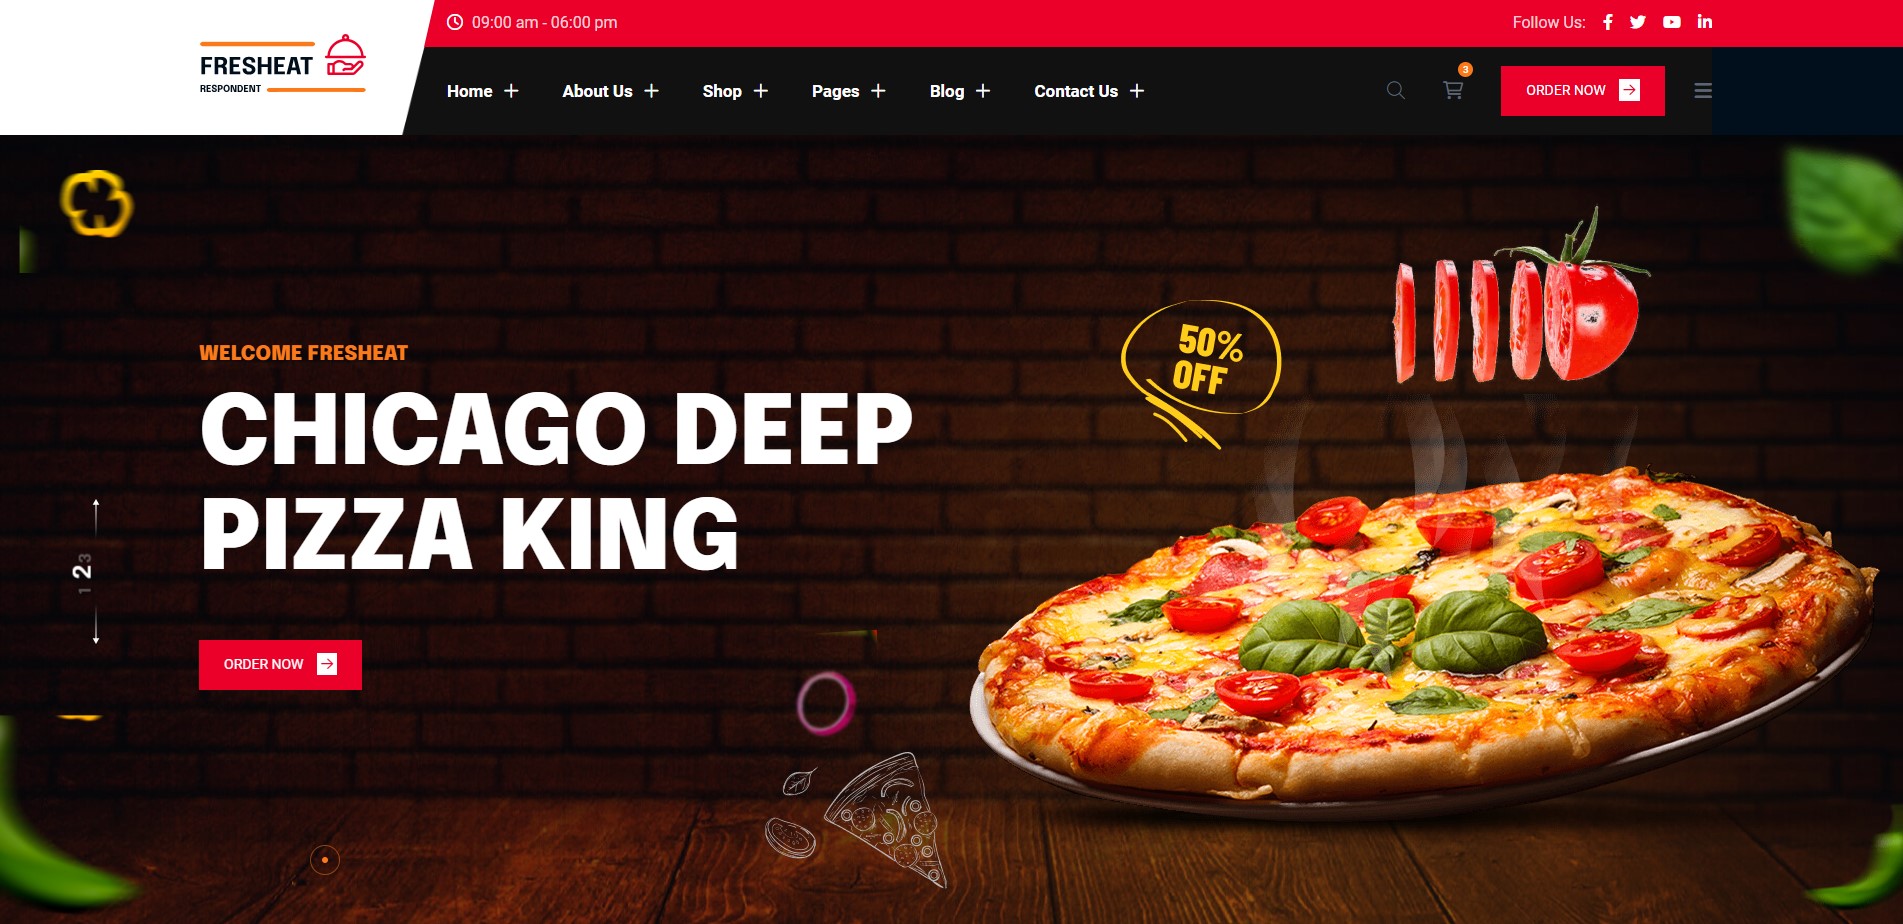 09:00 am - 06:00 pm
Follow Us:
FRESHEAT
RESPONDENT
Home
About Us
Shop
Pages
Blog
Contact Us
3
ORDER NOW
WELCOME FRESHEAT
CHICAGO DEEP
PIZZA KING
50%
OFF
1 2 3
ORDER NOW